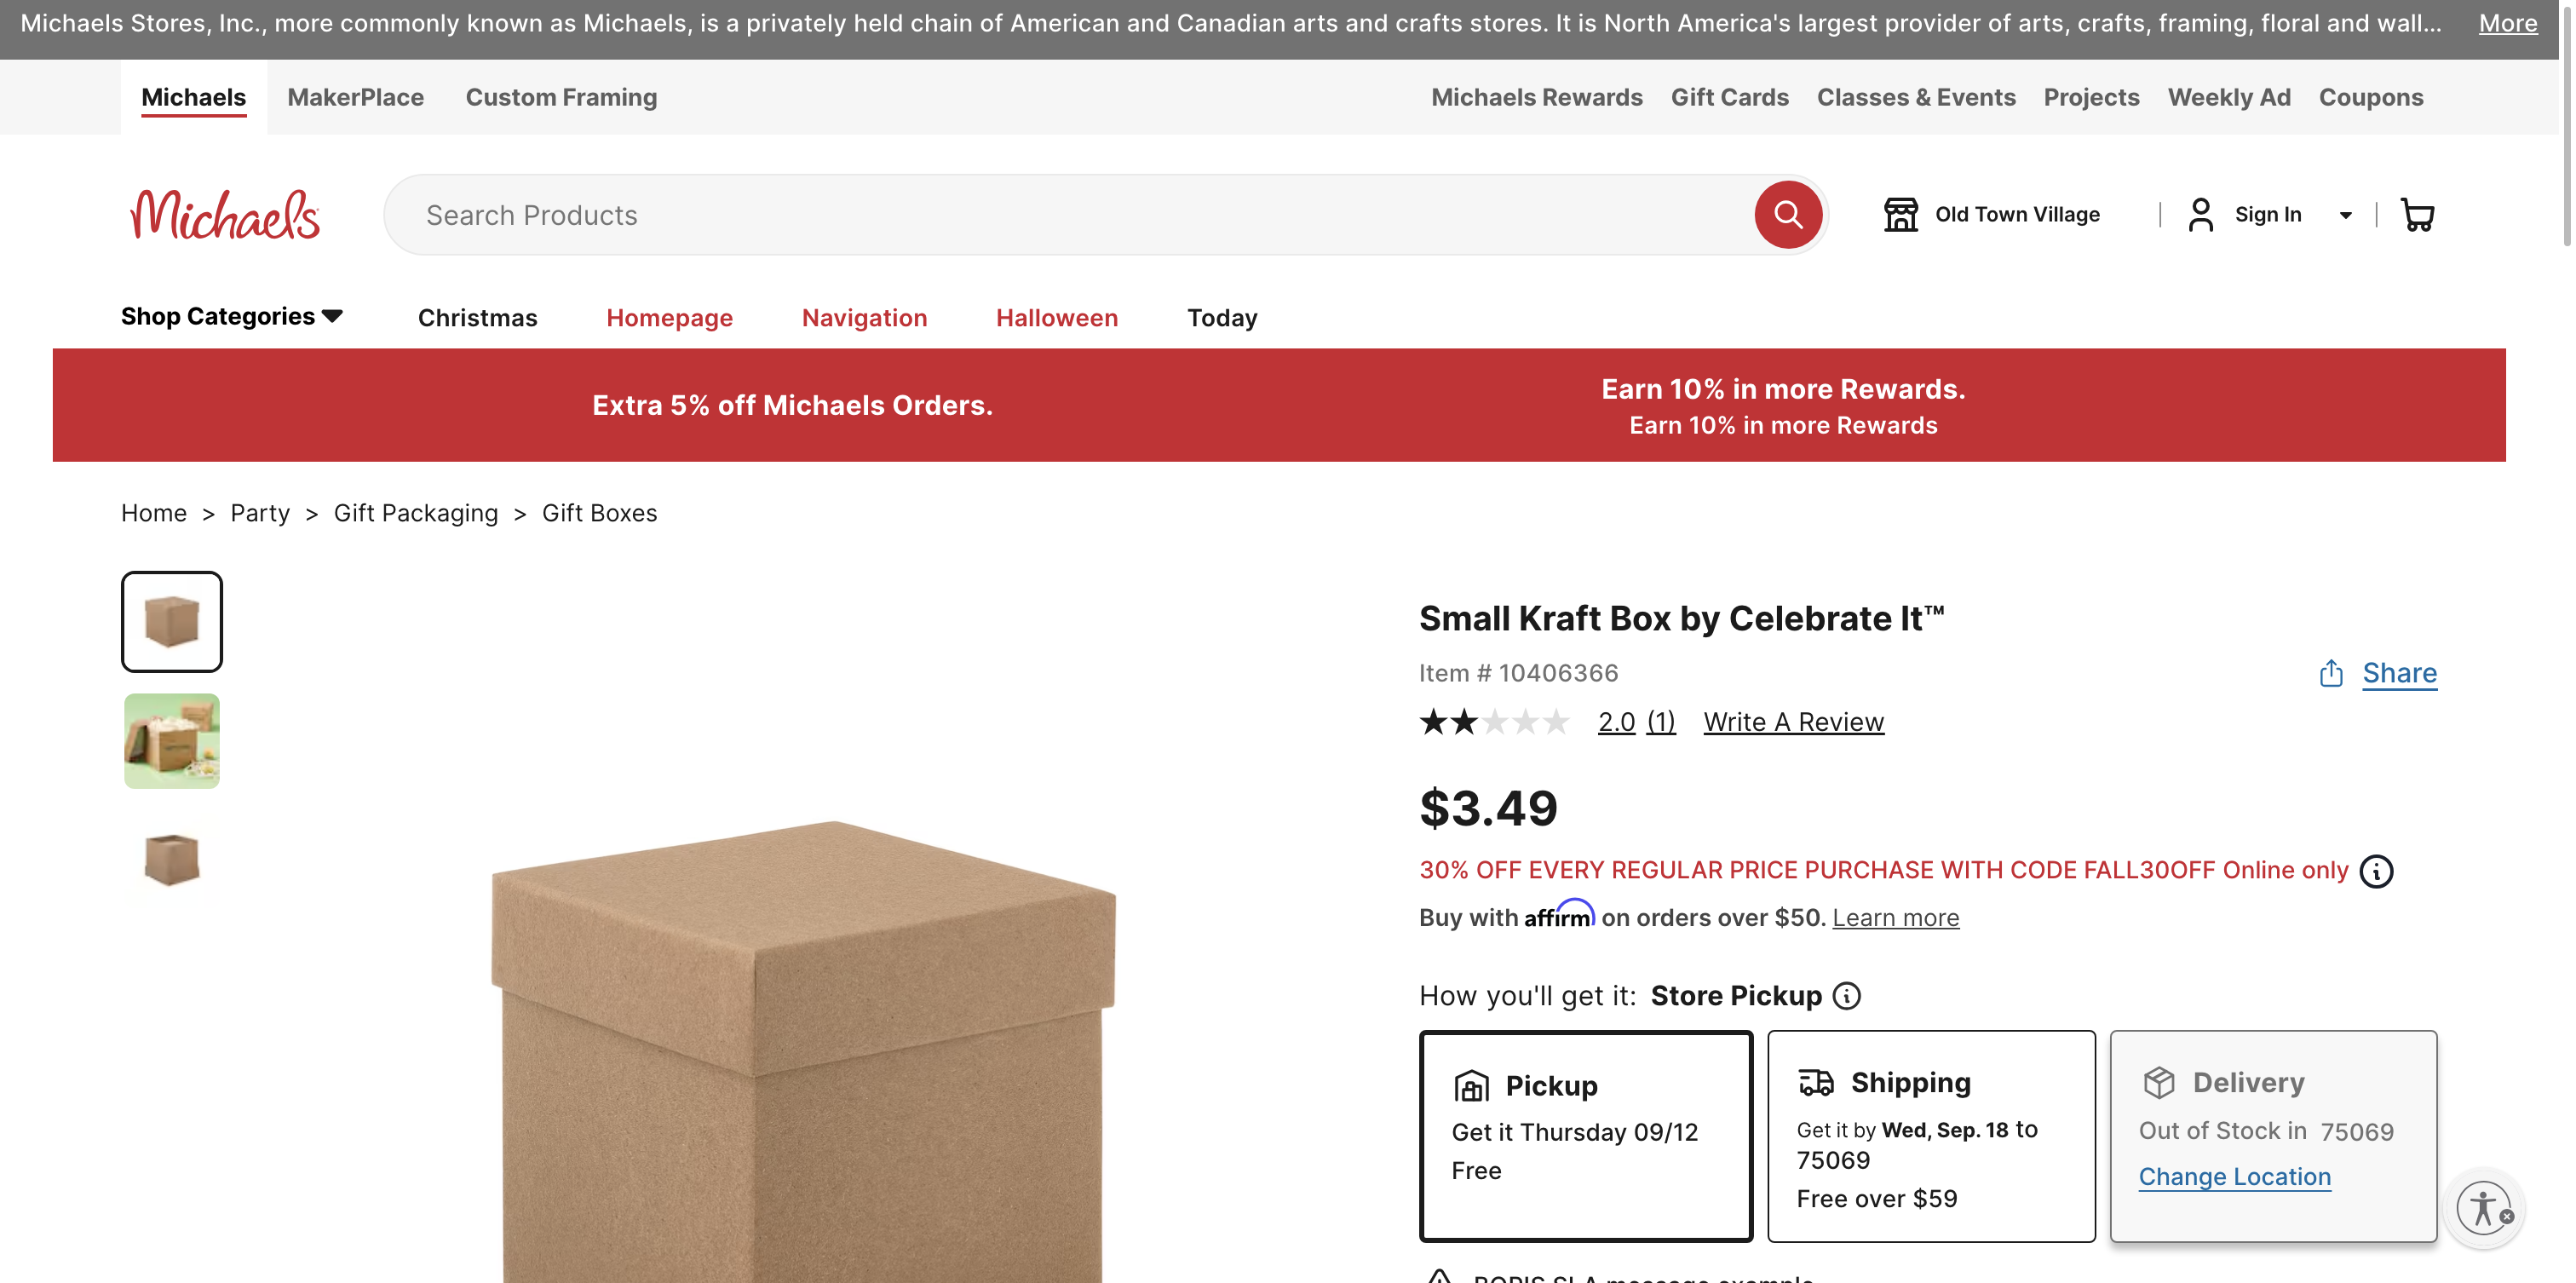 Michaels Stores, Inc., more commonly known as Michaels, is a privately held chain of American and Canadian arts and crafts stores. It is North America's largest provider of arts, crafts, framing, floral and wall... More
Michaels MakerPlace Custom Framing Michaels Rewards Gift Cards Classes & Events Projects Weekly Ad Coupons
Michaels Search Products Old Town Village | Sign In |
Shop Categories Christmas Homepage Navigation Halloween Today
Extra 5% off Michaels Orders.
Earn 10% in more Rewards.
Earn 10% in more Rewards
Home > Party > Gift Packaging > Gift Boxes
Small Kraft Box by Celebrate It™
Item # 10406366
Share
2.0 (1) Write A Review
$3.49
30% OFF EVERY REGULAR PRICE PURCHASE WITH CODE FALL30OFF Online only
Buy with affirm on orders over $50. Learn more
How you'll get it: Store Pickup
Pickup
Get it Thursday 09/12
Free
Shipping
Get it by Wed, Sep. 18 to
75069
Free over $59
Delivery
Out of Stock in 75069
Change Location
BOPIS SLA message example